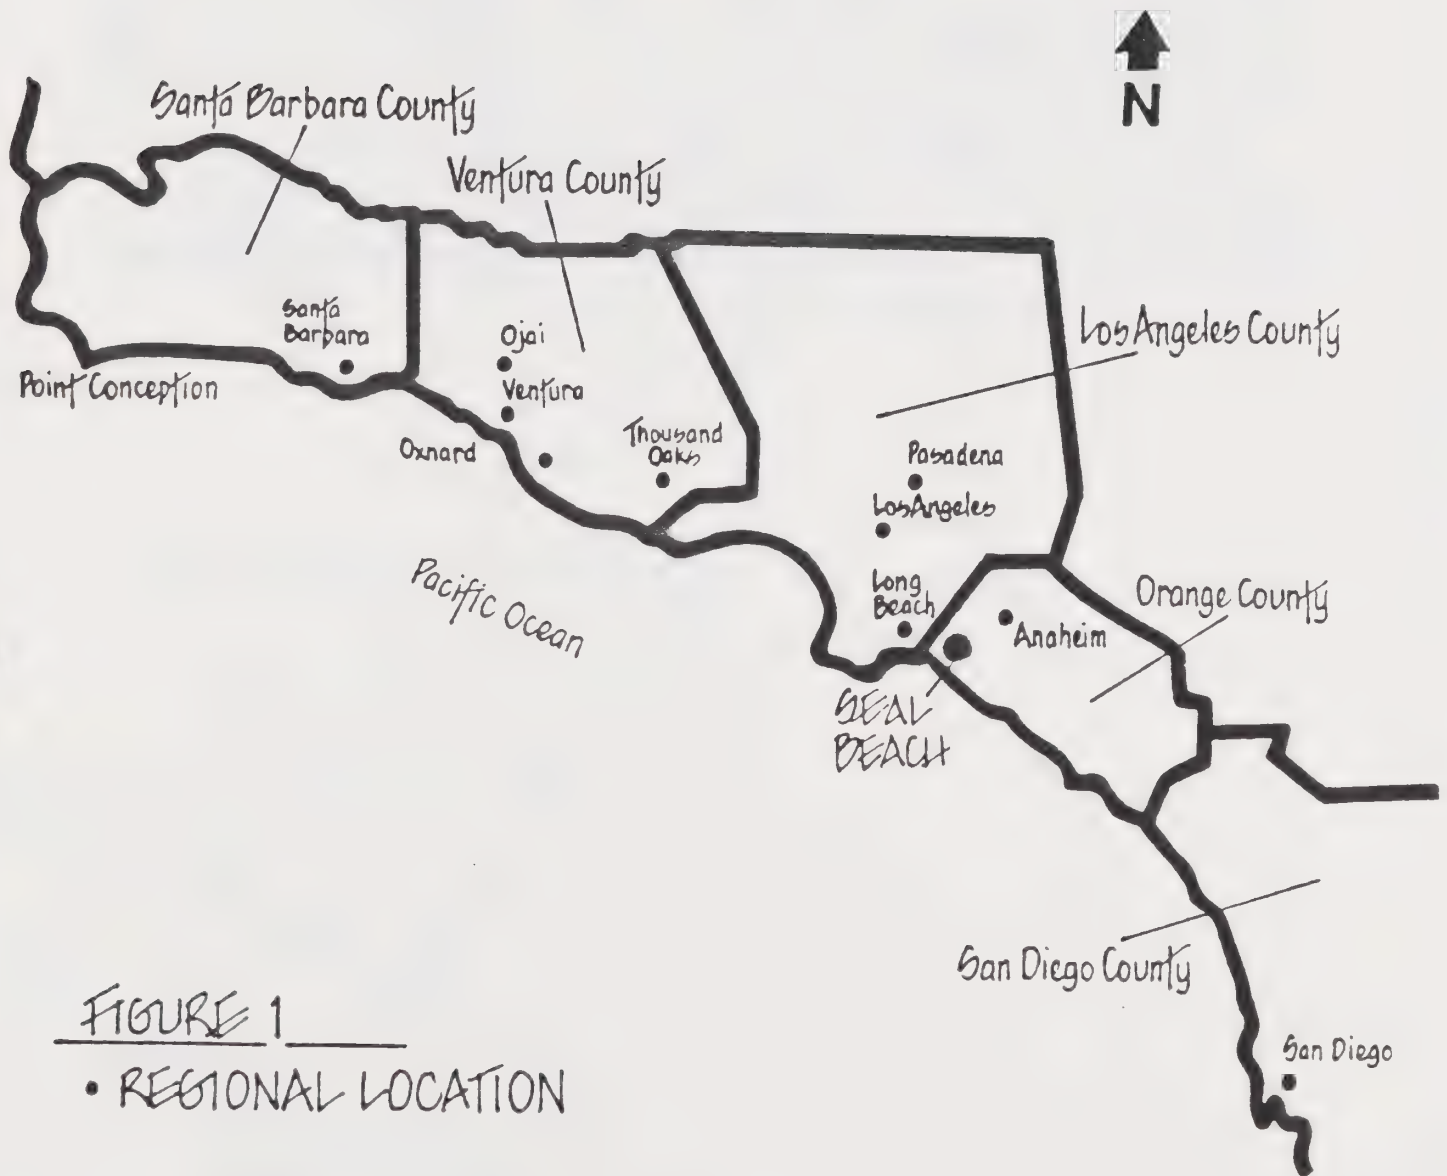 N
Santa Barbara County
Ventura County
Los Angeles County
Santa
Barbara
Ojai
Ventura
Point Conception
Oxnard
Thousand
Oaks
Pasadena
Los Angeles
Pacific Ocean
Long
Beach
Orange County
Anaheim
SEAL
BEACH
San Diego County
San Diego
FIGURE 1
• REGIONAL LOCATION